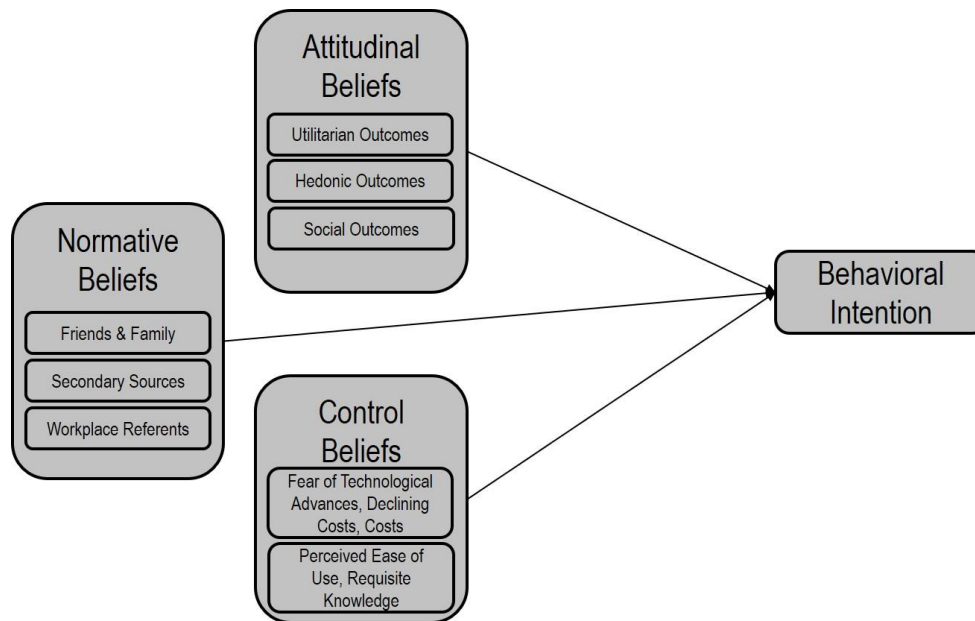 Attitudinal
Beliefs
Utilitarian Outcomes
Hedonic Outcomes
Social Outcomes
Normative
Beliefs
Friends & Family
Secondary Sources
Workplace Referents
Control
Beliefs
Fear of Technological
Advances, Declining
Costs, Costs
Perceived Ease of
Use, Requisite
Knowledge
Behavioral
Intention